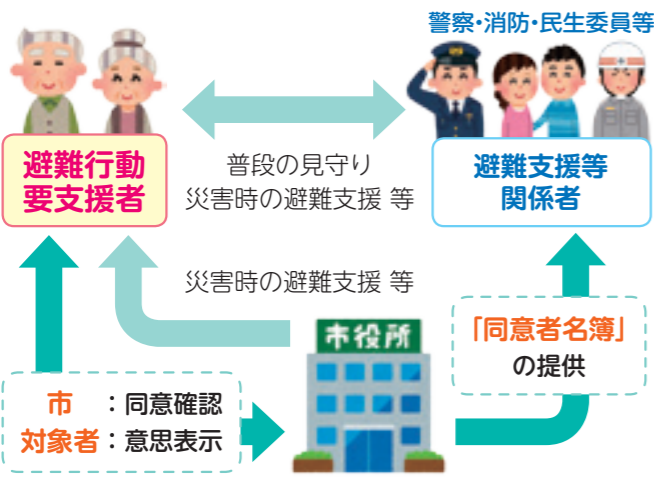 警察・消防・民生委員等
避難行動
要支援者
普段の見守り
災害時の避難支援 等
避難支援等
関係者
災害時の避難支援 等
市役所
「同意者名簿」
の提供
市　：同意確認
対象者：意思表示